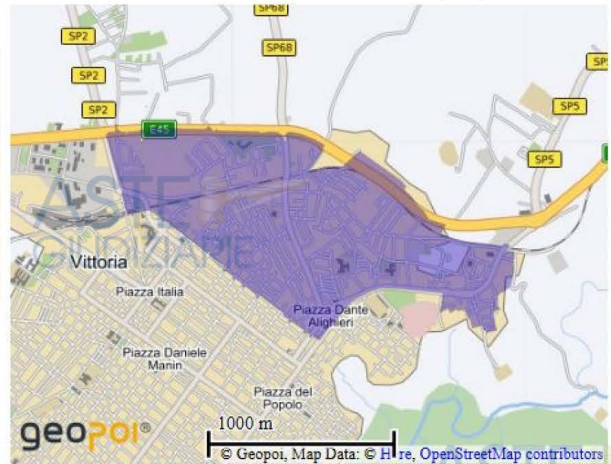 SP68
SP2
SP68
SP2
SP2
E45
SP5
SP5
ASTE
GIUDIZIARIE
Vittoria
Piazza Italia
Piazza Dante
Alighieri
Piazza Daniele
Manin
Piazza del
Popolo
1000 m
geopoi®
© Geopoi, Map Data: © Here, OpenStreetMap contributors